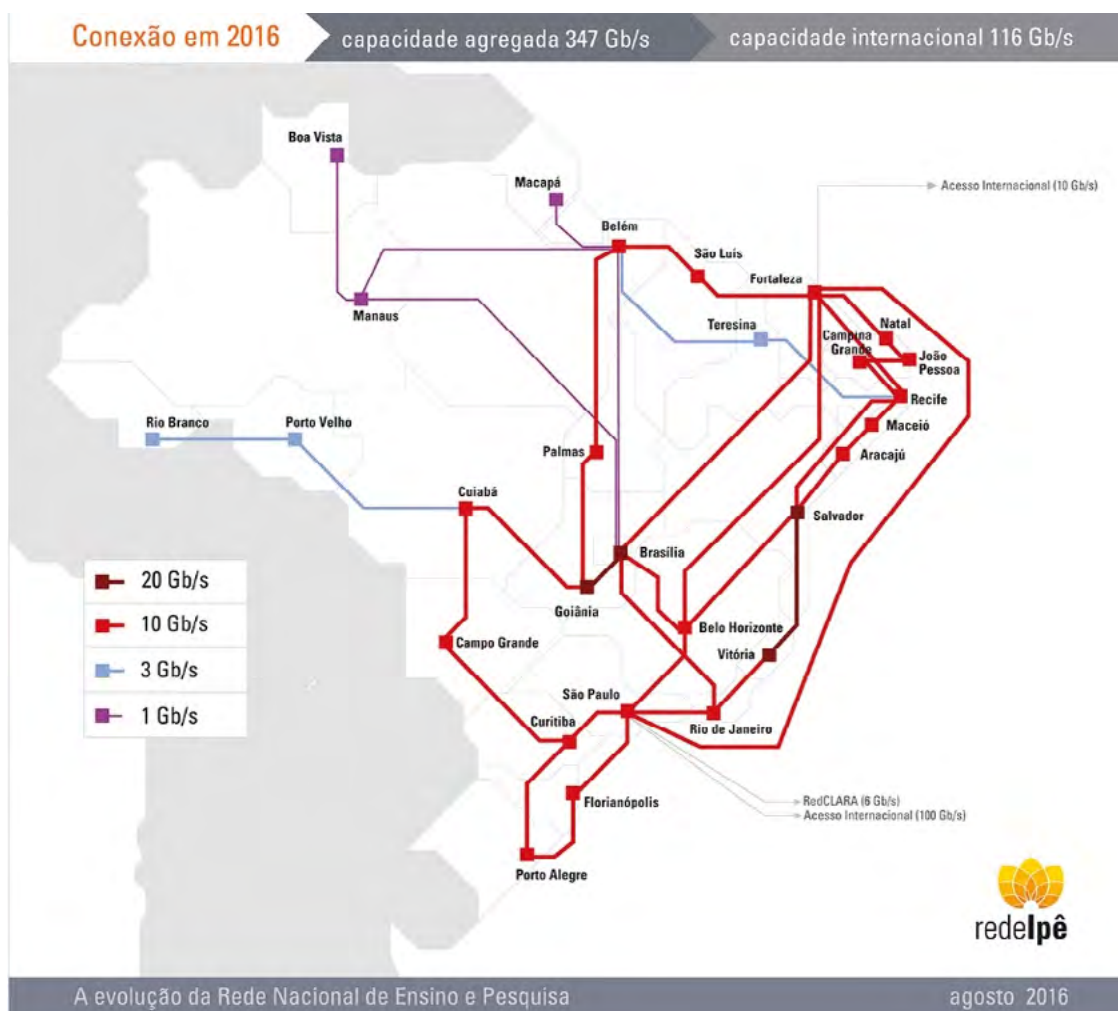 Conexão em 2016
capacidade agregada 347 Gb/s
capacidade internacional 116 Gb/s
Boa Vista
Macapá
Acesso Internacional (10 Gb/s)
Belém
São Luís
Fortaleza
Manaus
Teresina
Natal
Campina
Grande
João
Pessoa
Recife
Rio Branco
Porto Velho
Maceió
Palmas
Aracajú
Cuiabá
Salvador
Brasília
20 Gb/s
Goiânia
10 Gb/s
Belo Horizonte
Campo Grande
Vitória
3 Gb/s
São Paulo
1 Gb/s
Curitiba
Rio de Janeiro
Florianópolis
RedCLARA (6 Gb/s)
Acesso Internacional (100 Gb/s)
Porto Alegre
redeIpê
A evolução da Rede Nacional de Ensino e Pesquisa
agosto 2016